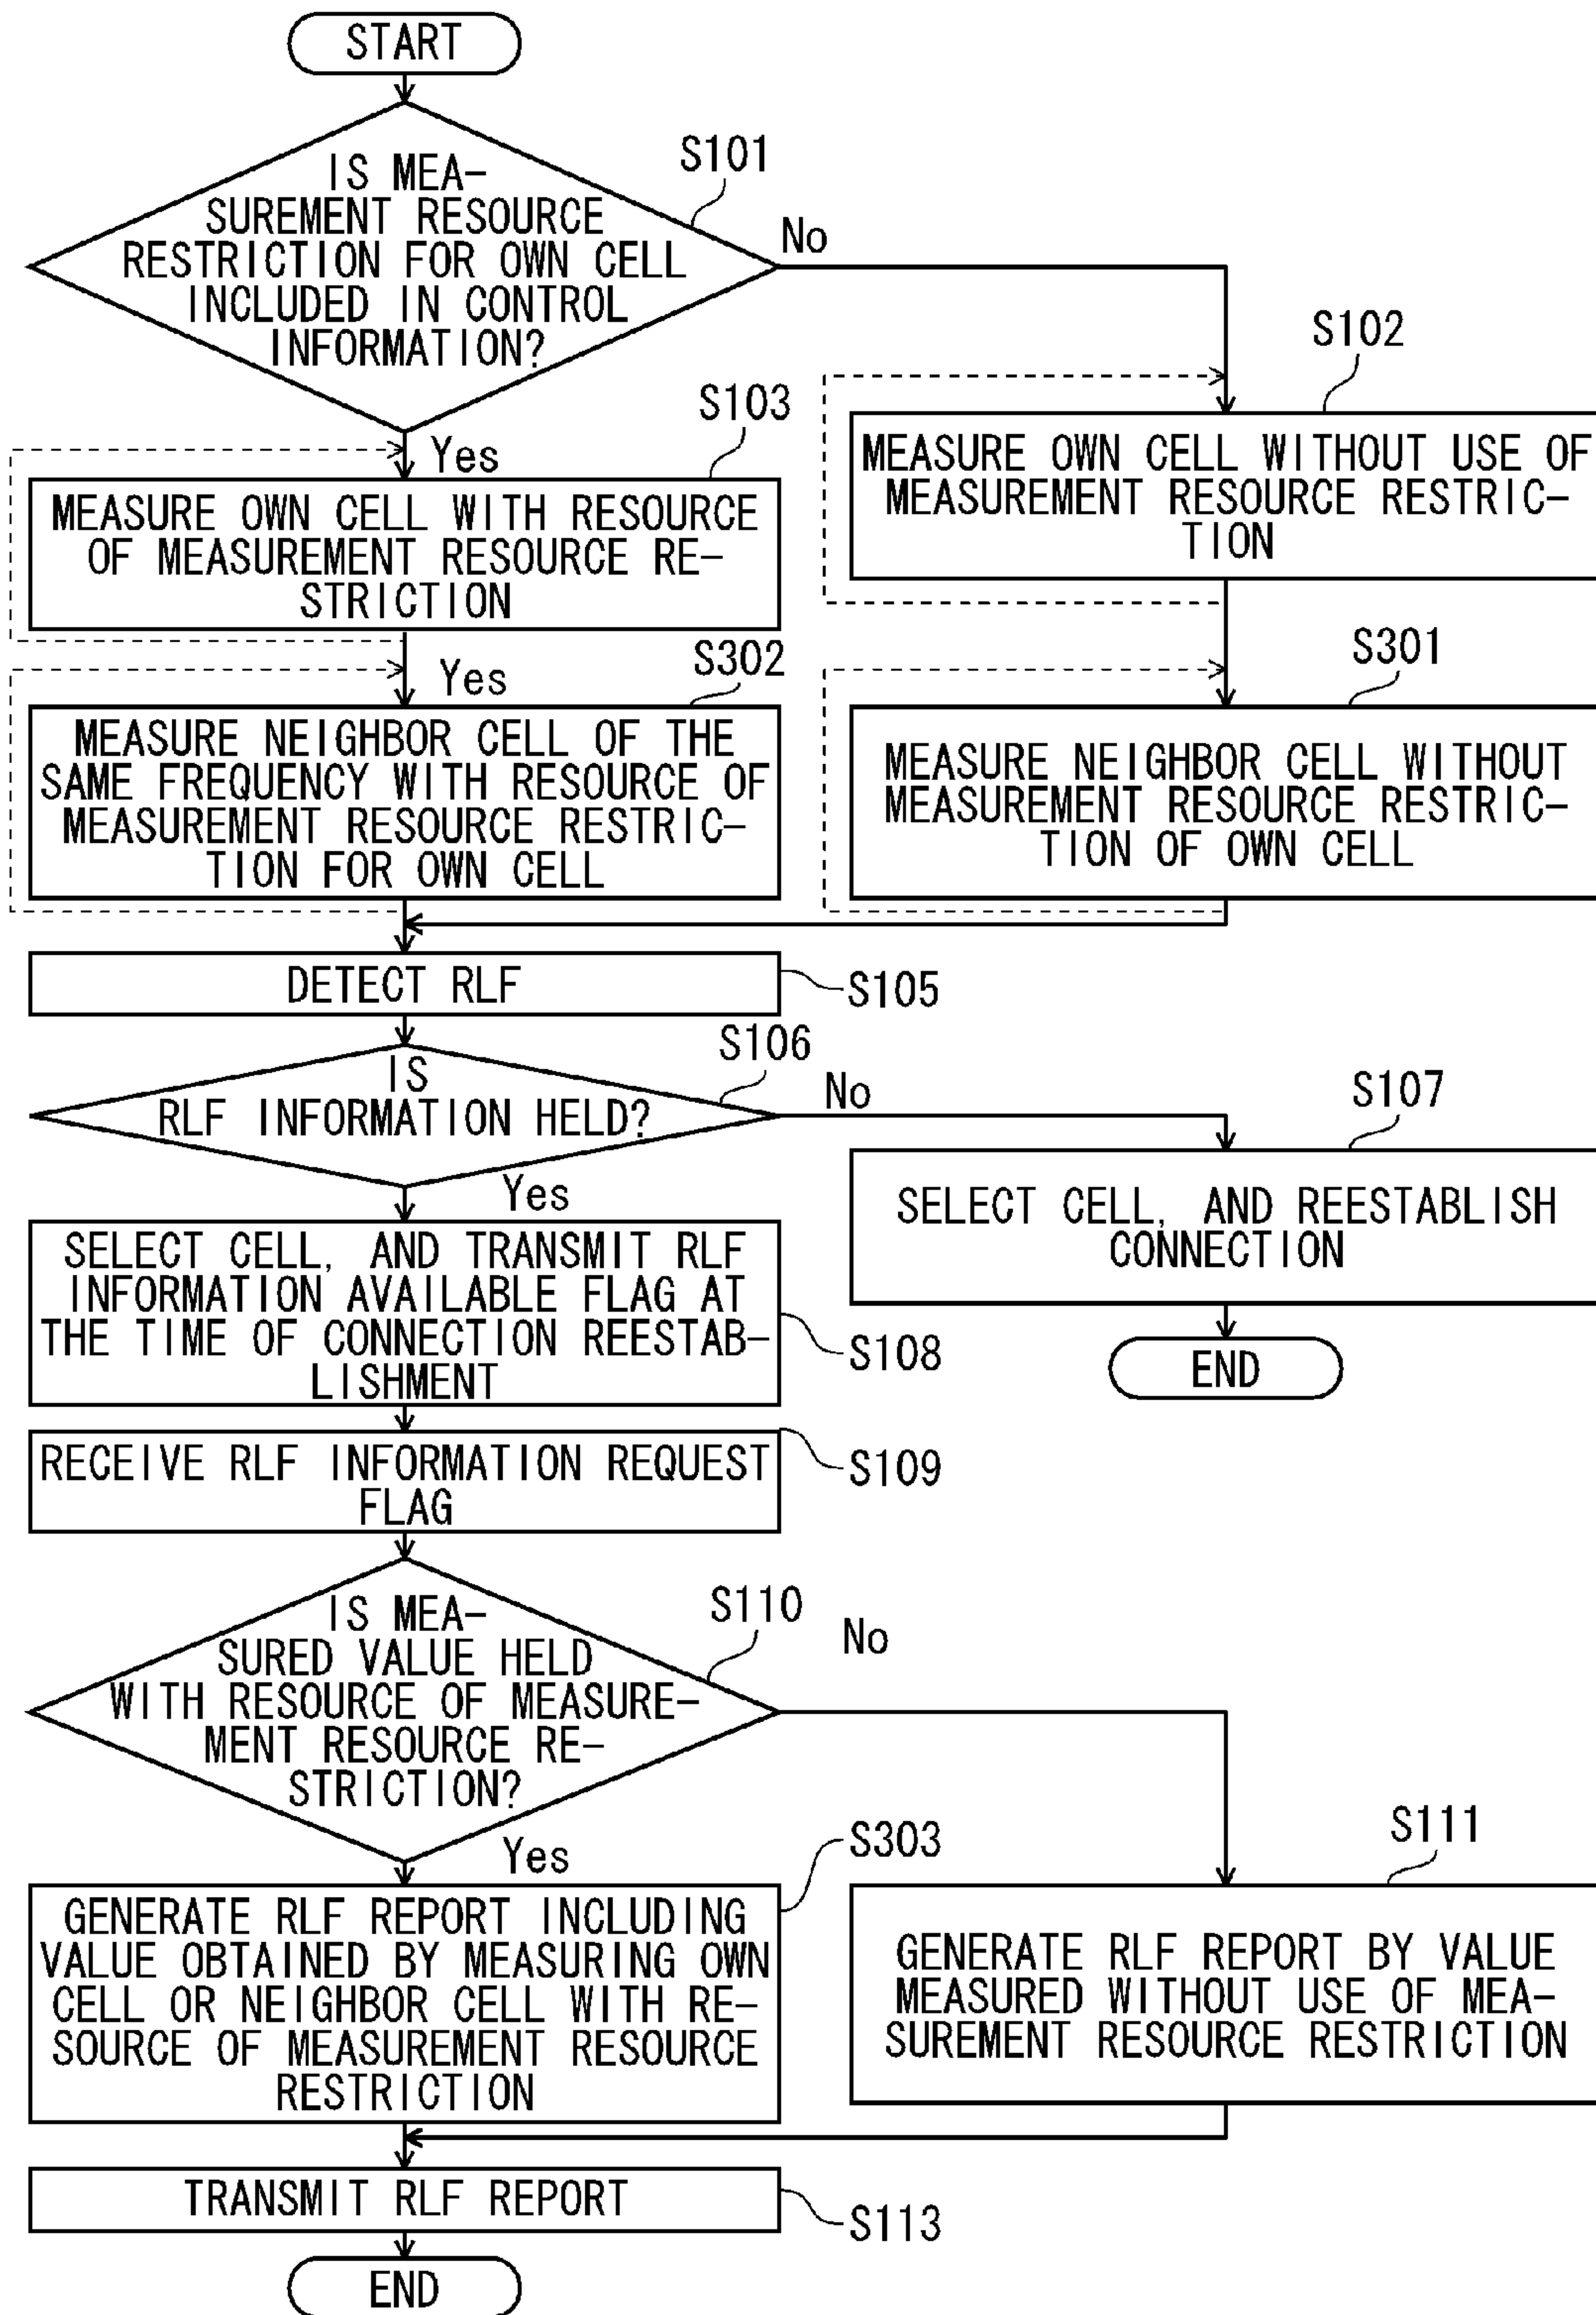 START
S101
IS MEA-
SUREMENT RESOURCE
RESTRICTION FOR OWN CELL
INCLUDED IN CONTROL
INFORMATION?
No
Yes
S102
MEASURE OWN CELL WITHOUT USE OF
MEASUREMENT RESOURCE RESTRIC-
TION
S103
MEASURE OWN CELL WITH RESOURCE
OF MEASUREMENT RESOURCE RE-
STRICTION
S301
MEASURE NEIGHBOR CELL WITHOUT
MEASUREMENT RESOURCE RESTRIC-
TION OF OWN CELL
Yes
S302
MEASURE NEIGHBOR CELL OF THE
SAME FREQUENCY WITH RESOURCE OF
MEASUREMENT RESOURCE RESTRIC-
TION FOR OWN CELL
DETECT RLF
S105
S106
IS
RLF INFORMATION HELD?
No
Yes
S107
SELECT CELL, AND REESTABLISH
CONNECTION
END
SELECT CELL, AND TRANSMIT RLF
INFORMATION AVAILABLE FLAG AT
THE TIME OF CONNECTION REESTAB-
LISHMENT
S108
RECEIVE RLF INFORMATION REQUEST
FLAG
S109
S110
IS MEA-
SURED VALUE HELD
WITH RESOURCE OF MEASURE-
MENT RESOURCE RE-
STRICTION?
No
Yes
S303
GENERATE RLF REPORT INCLUDING
VALUE OBTAINED BY MEASURING OWN
CELL OR NEIGHBOR CELL WITH RE-
SOURCE OF MEASUREMENT RESOURCE
RESTRICTION
S111
GENERATE RLF REPORT BY VALUE
MEASURED WITHOUT USE OF MEA-
SUREMENT RESOURCE RESTRICTION
TRANSMIT RLF REPORT
S113
END